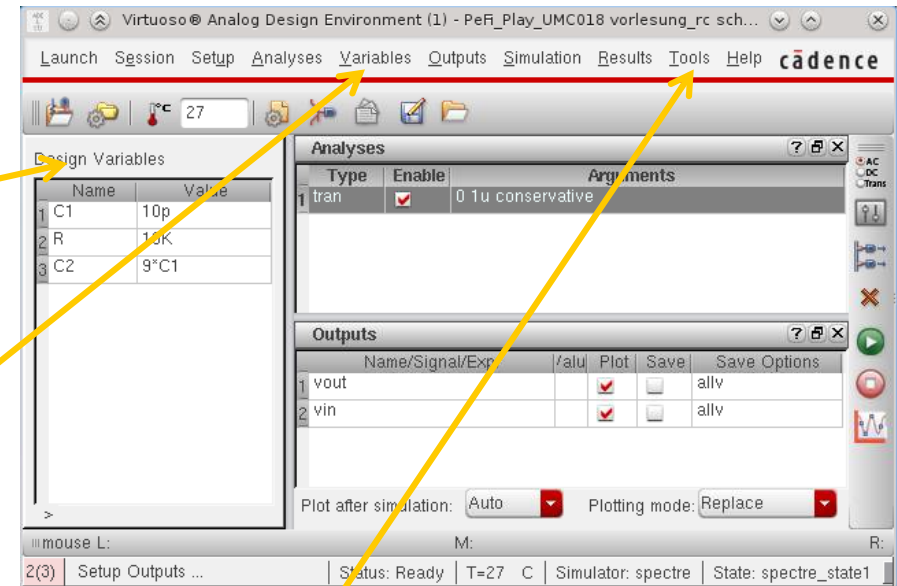 Virtuoso® Analog Design Environment (1) - PeFi_Play_UMC018 vorlesung_rc sch...
Launch Session Setup Analyses Variables Outputs Simulation Results Tools Help cādence
°C 27
Design Variables
Name Value
1 C1 10p
2 R 10K
3 C2 9*C1
>
Analyses
Type Enable Arguments
1 tran 0 1u conservative
Outputs
Name/Signal/Expr Valu Plot Save Save Options
1 vout allv
2 vin allv
Plot after simulation: Auto Plotting mode: Replace
AC
DC
Trans
mouse L: M: R:
2(3) Setup Outputs ... Status: Ready T=27 C Simulator: spectre State: spectre_state1